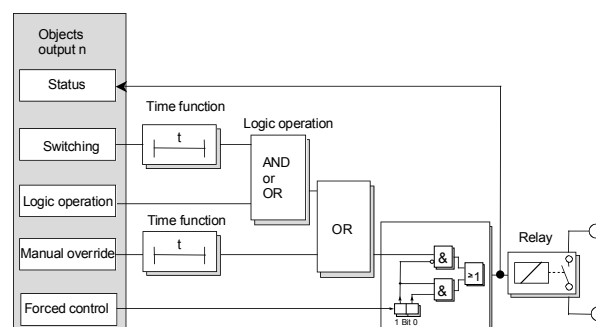 Objects
output n
Status
Time function
Logic operation
Switching
t
AND
or
OR
Logic operation
Time function
OR
Relay
Manual override
t
&
≥1
&
Forced control
1 Bit 0